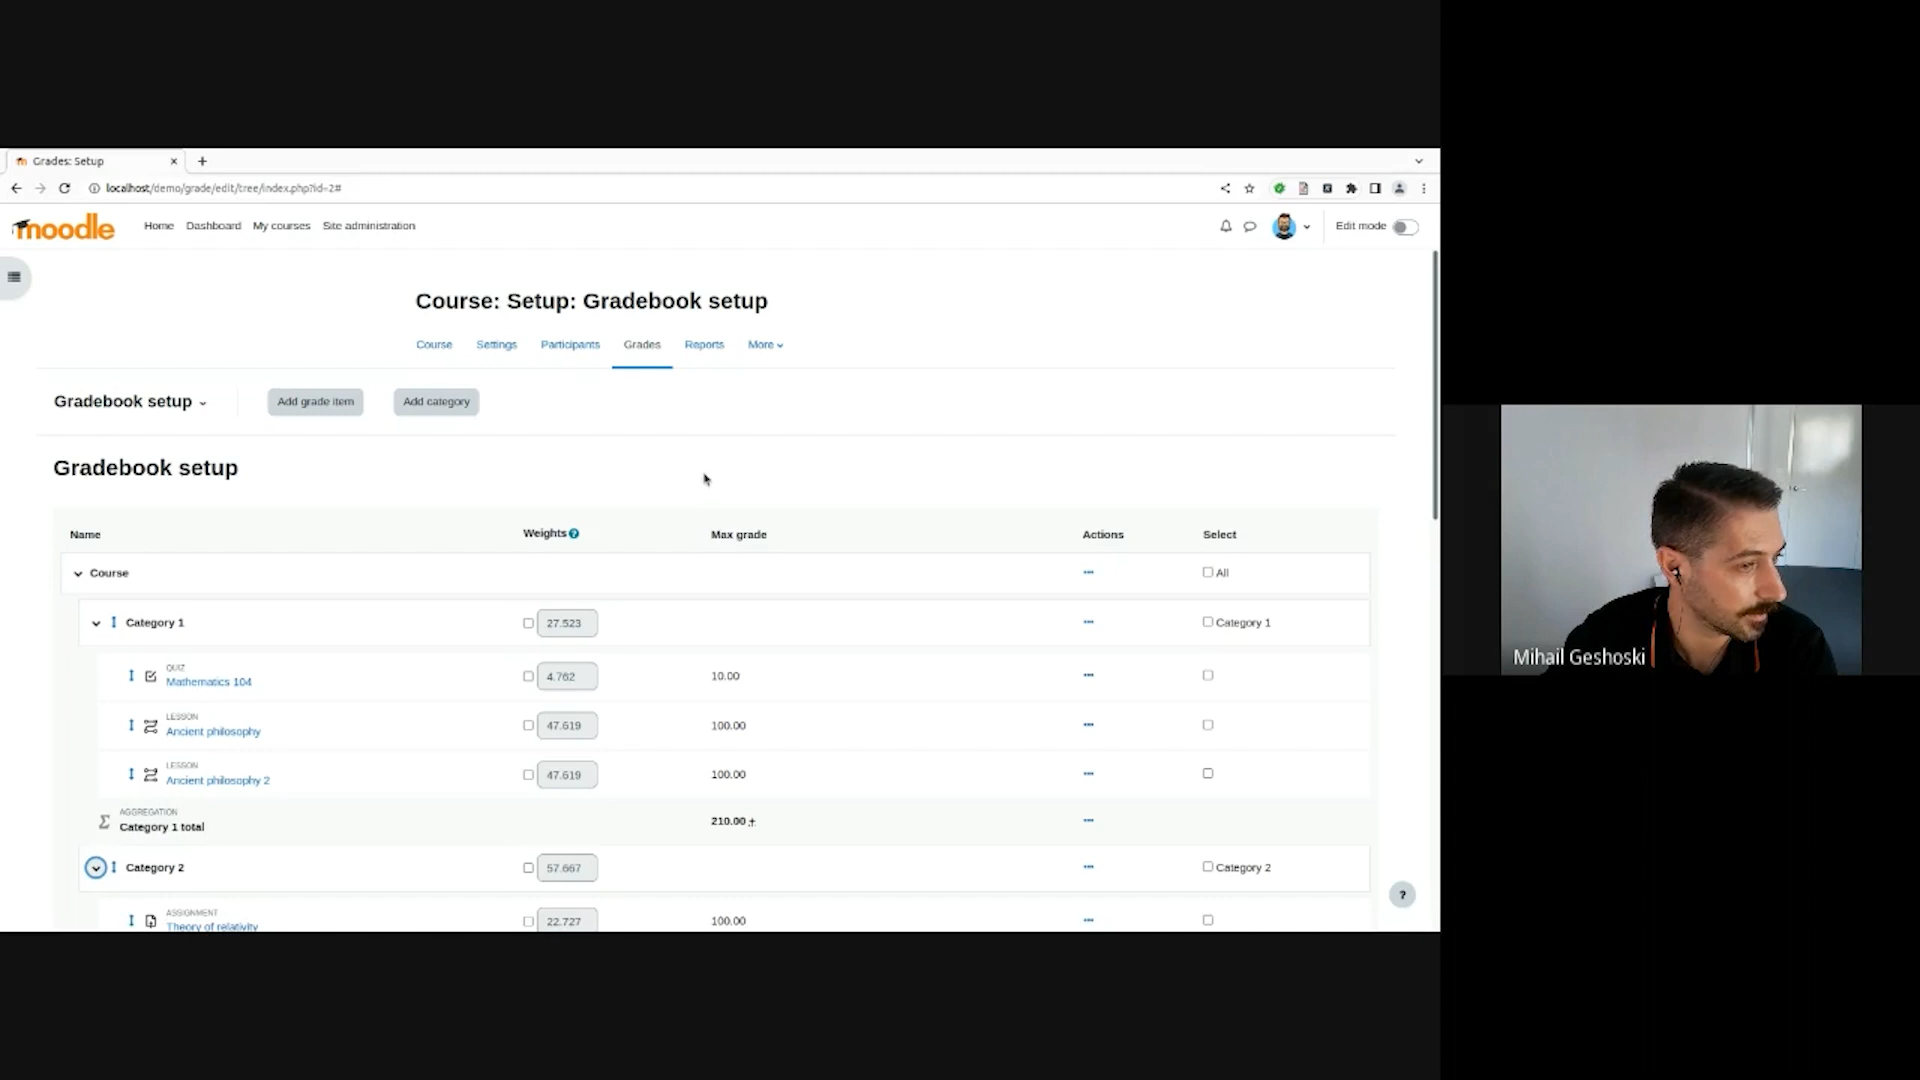 Grades: Setup
localhost/demo/grade/edit/tree/index.php?id=2#
moodle Home Dashboard My courses Site administration Edit mode
Course: Setup: Gradebook setup
Course Settings Participants Grades Reports More
Gradebook setup Add grade item Add category
Gradebook setup
Name Weights Max grade Actions Select
Course All
Category 1 27.523 Category 1
QUIZ
Mathematics 104 4.762 10.00
LESSON
Ancient philosophy 47.619 100.00
LESSON
Ancient philosophy 2 47.619 100.00
AGGREGATION
Category 1 total 210.00 ±
Category 2 57.667 Category 2
ASSIGNMENT
Theory of relativity 22.727 100.00
?
Mihail Geshoski